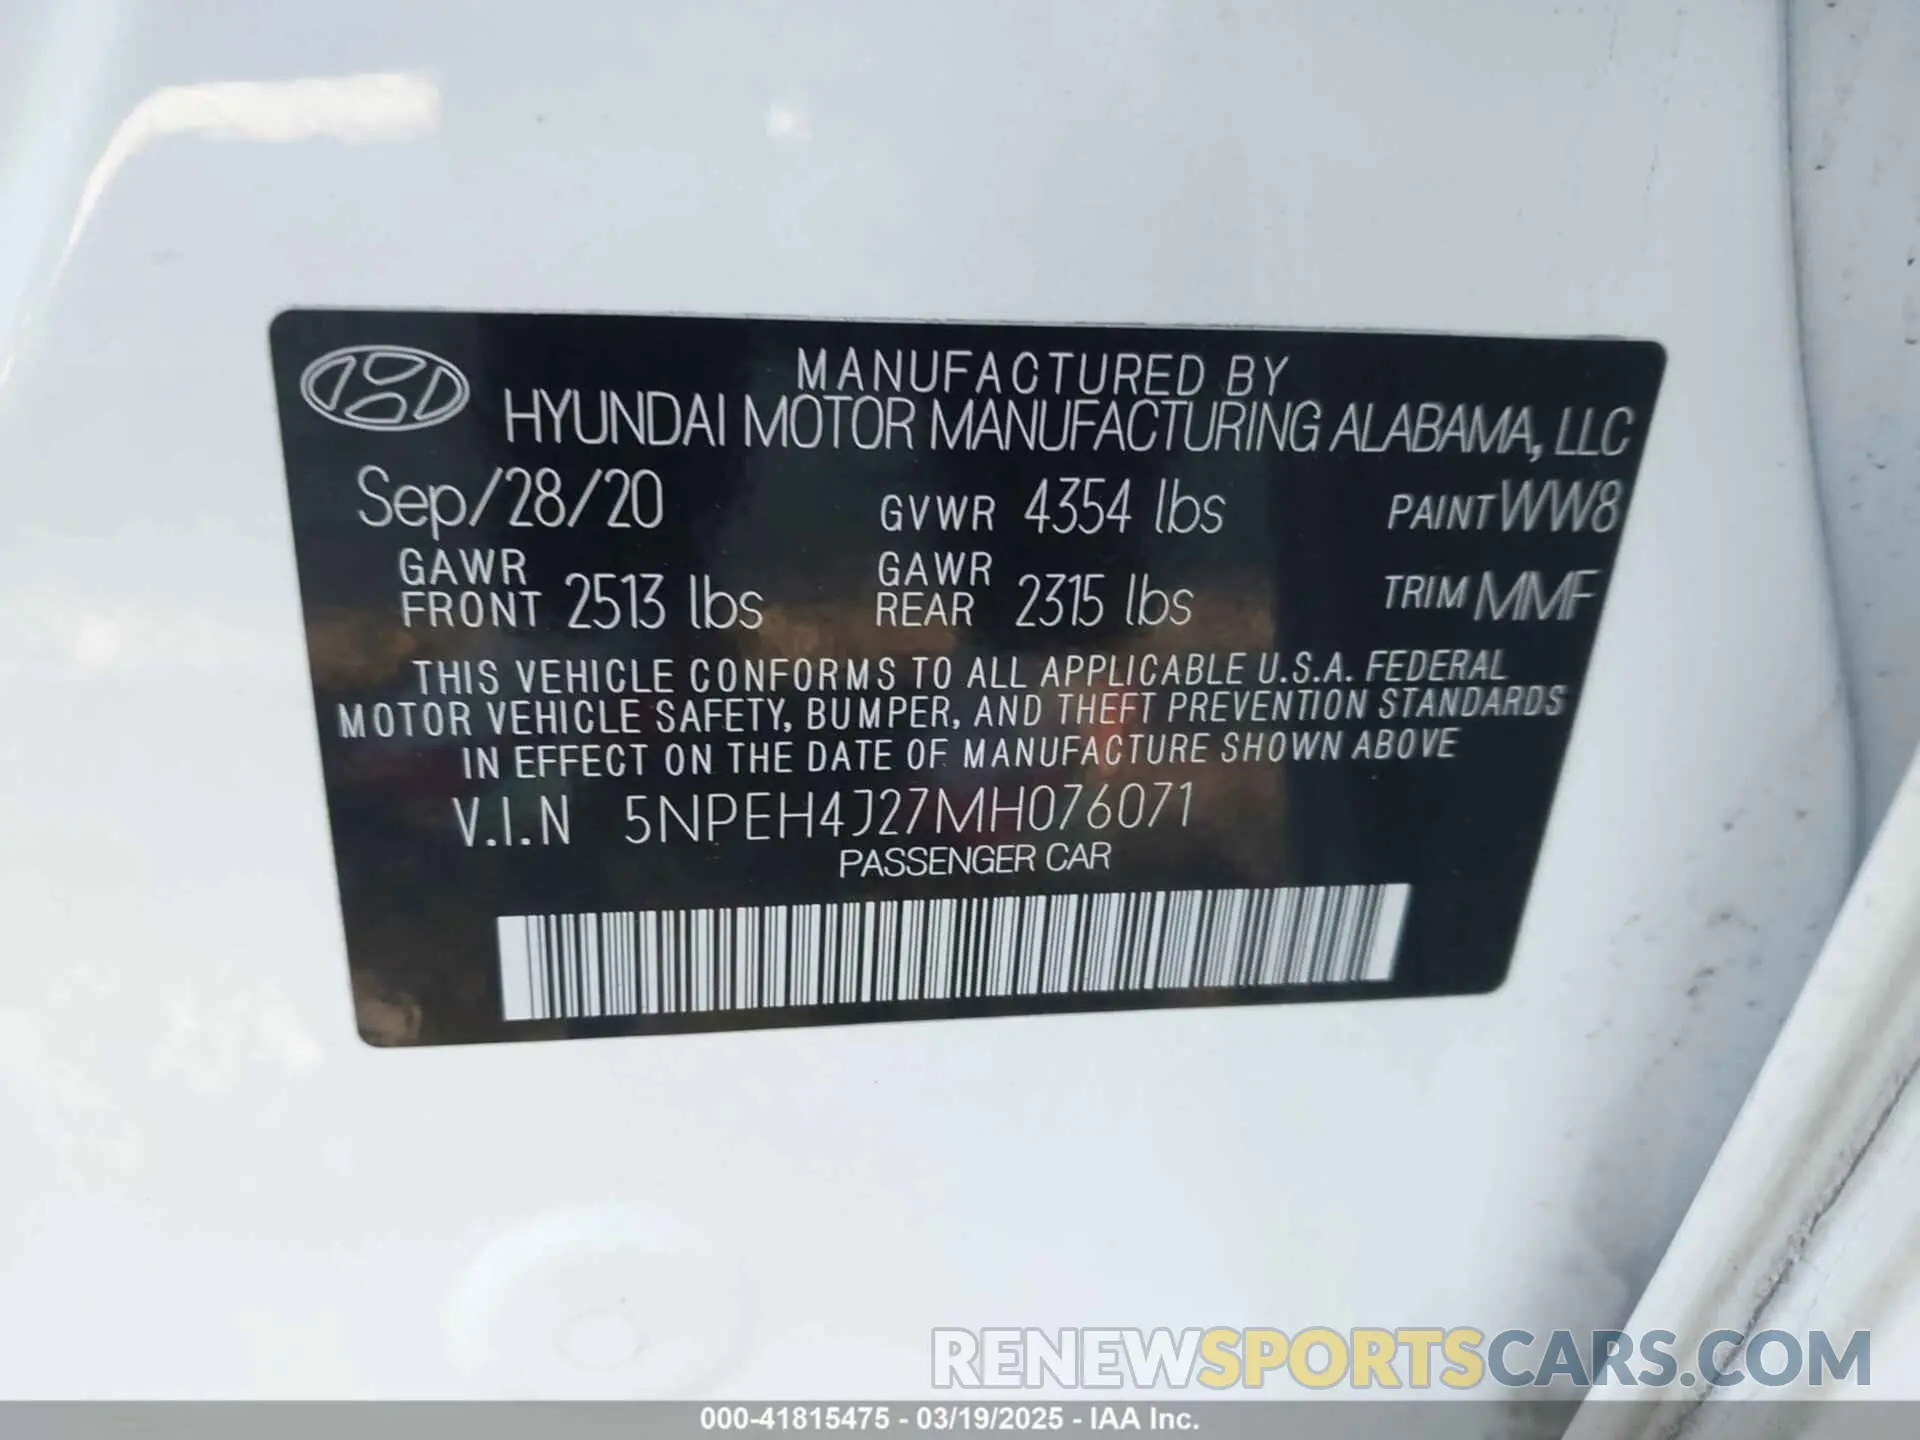 MANUFACTURED BY
HYUNDAI MOTOR MANUFACTURING ALABAMA, LLC
Sep/28/20 GVWR 4354 lbs PAINT WW8
GAWR FRONT 2513 lbs GAWR REAR 2315 lbs TRIM MMF
THIS VEHICLE CONFORMS TO ALL APPLICABLE U.S.A. FEDERAL
MOTOR VEHICLE SAFETY, BUMPER, AND THEFT PREVENTION STANDARDS
IN EFFECT ON THE DATE OF MANUFACTURE SHOWN ABOVE
V.I.N 5NPEH4J27MH076071
PASSENGER CAR
RENEWSPORTSCARS.COM
000-41815475 - 03/19/2025 - IAA Inc.